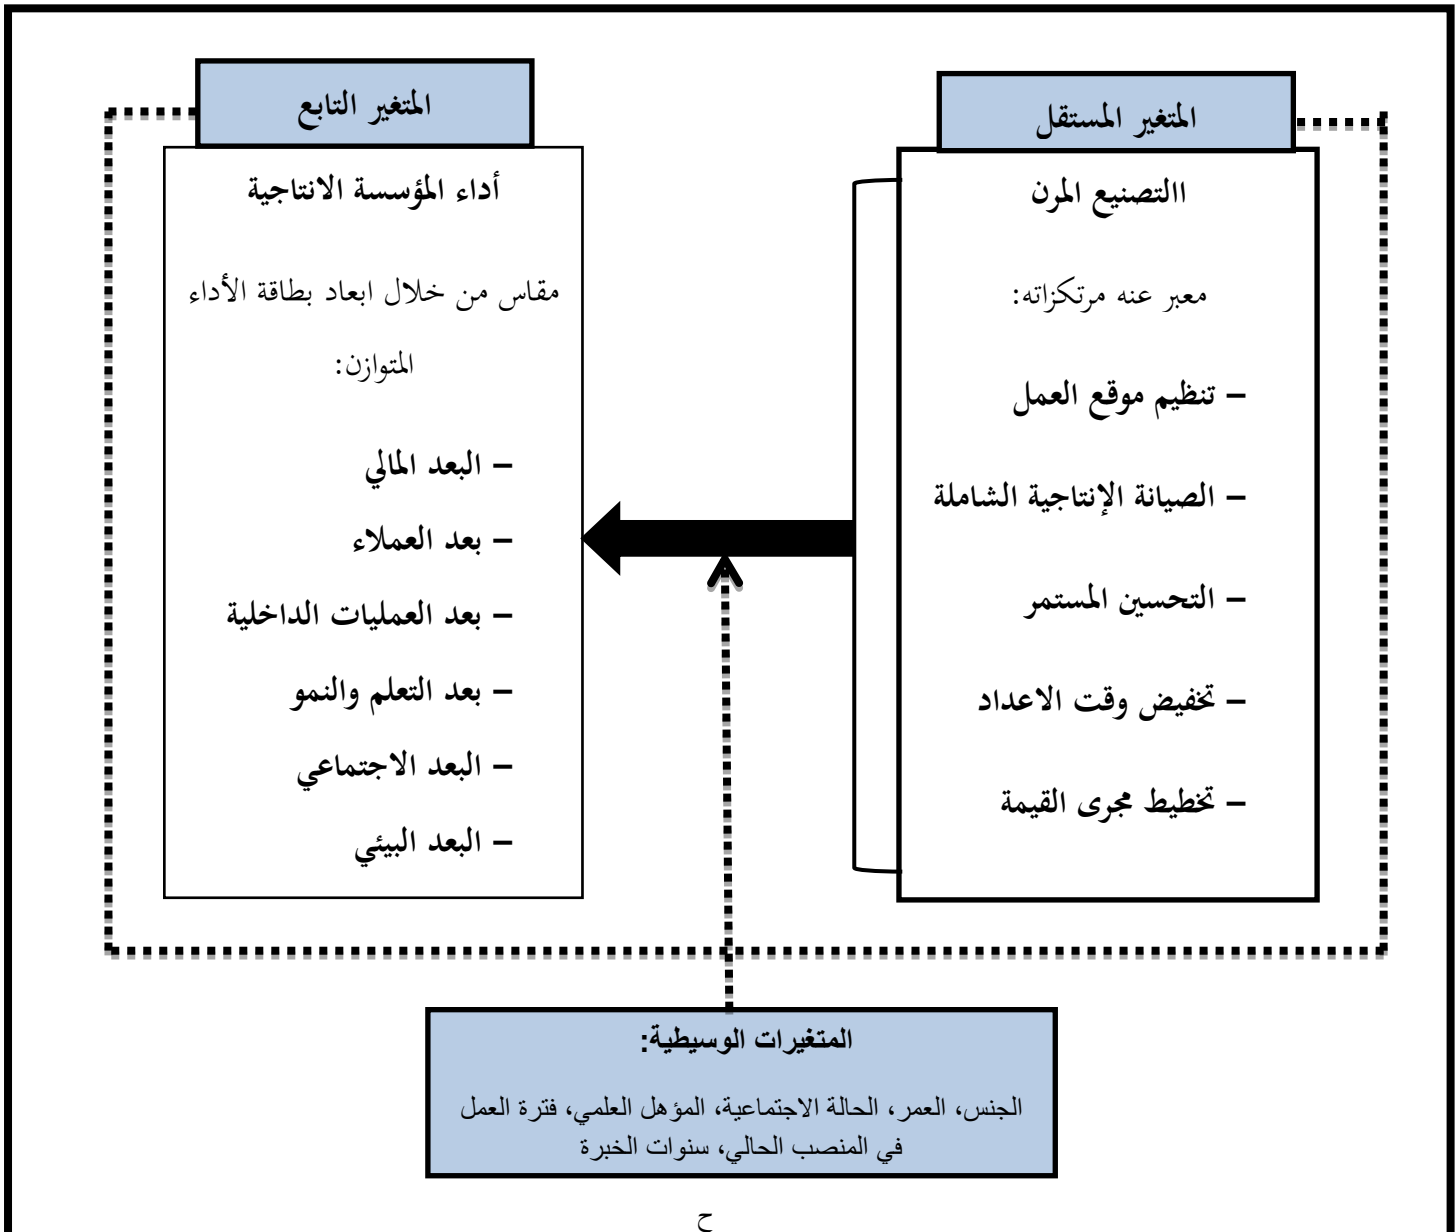 المتغير المستقل
االتصنيع المرن
معبر عنه مرتكزاته:
– تنظيم موقع العمل
– الصيانة الإنتاجية الشاملة
– التحسين المستمر
– تخفيض وقت الاعداد
– تخطيط مجرى القيمة
المتغير التابع
أداء المؤسسة الانتاجية
مقاس من خلال ابعاد بطاقة الأداء
المتوازن:
– البعد المالي
– بعد العملاء
– بعد العمليات الداخلية
– بعد التعلم والنمو
– البعد الاجتماعي
– البعد البيئي
المتغيرات الوسيطية:
الجنس، العمر، الحالة الاجتماعية، المؤهل العلمي، فترة العمل
في المنصب الحالي، سنوات الخبرة
ح